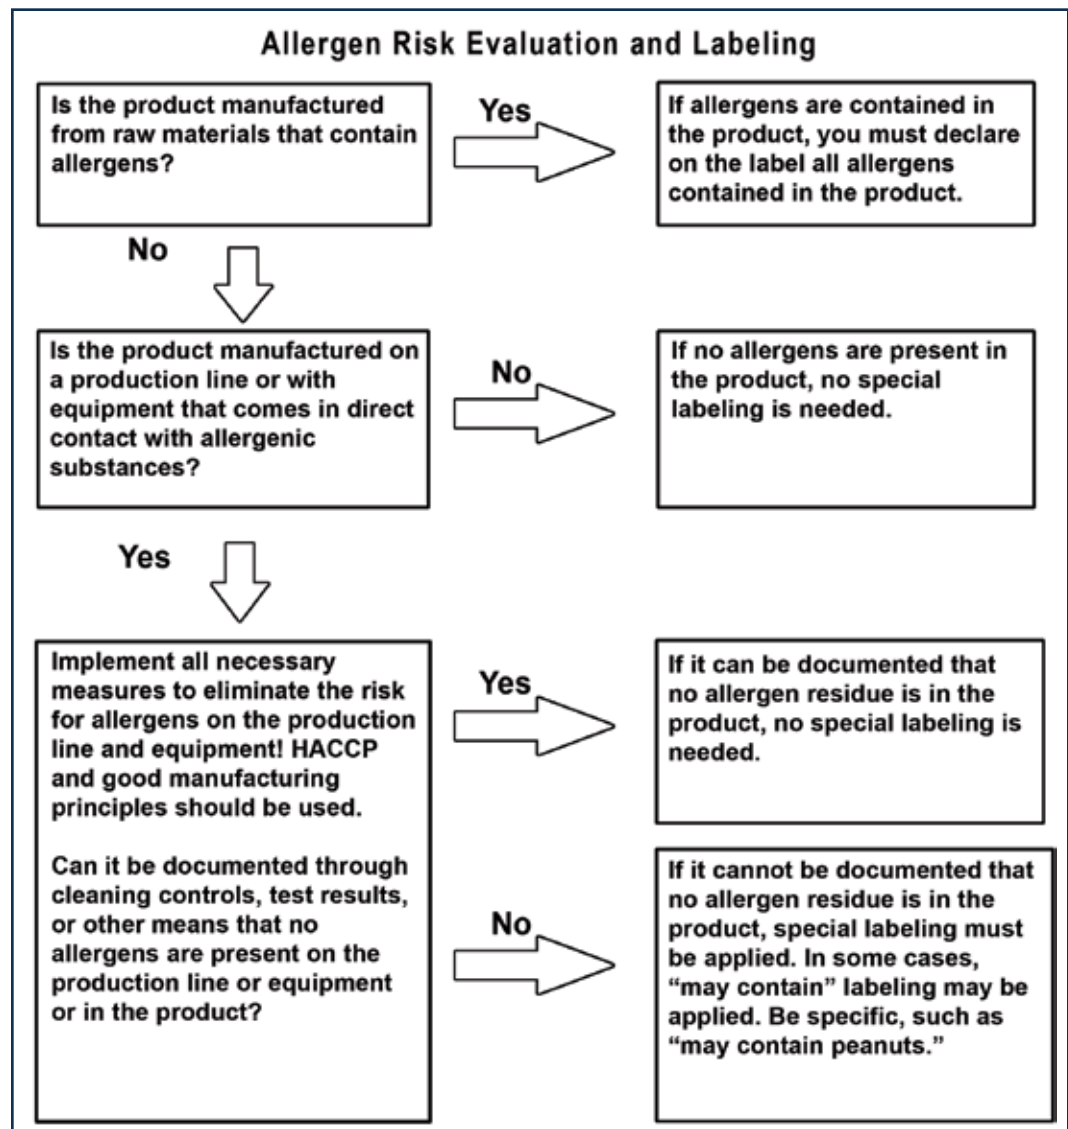 Allergen Risk Evaluation and Labeling
Is the product manufactured
from raw materials that contain
allergens?
Yes
If allergens are contained in
the product, you must declare
on the label all allergens
contained in the product.
No
Is the product manufactured on
a production line or with
equipment that comes in direct
contact with allergenic
substances?
No
If no allergens are present in
the product, no special
labeling is needed.
Yes
Implement all necessary
measures to eliminate the risk
for allergens on the production
line and equipment! HACCP
and good manufacturing
principles should be used.
Can it be documented through
cleaning controls, test results,
or other means that no
allergens are present on the
production line or equipment
or in the product?
Yes
If it can be documented that
no allergen residue is in the
product, no special labeling is
needed.
No
If it cannot be documented that
no allergen residue is in the
product, special labeling must
be applied. In some cases,
“may contain” labeling may be
applied. Be specific, such as
“may contain peanuts.”